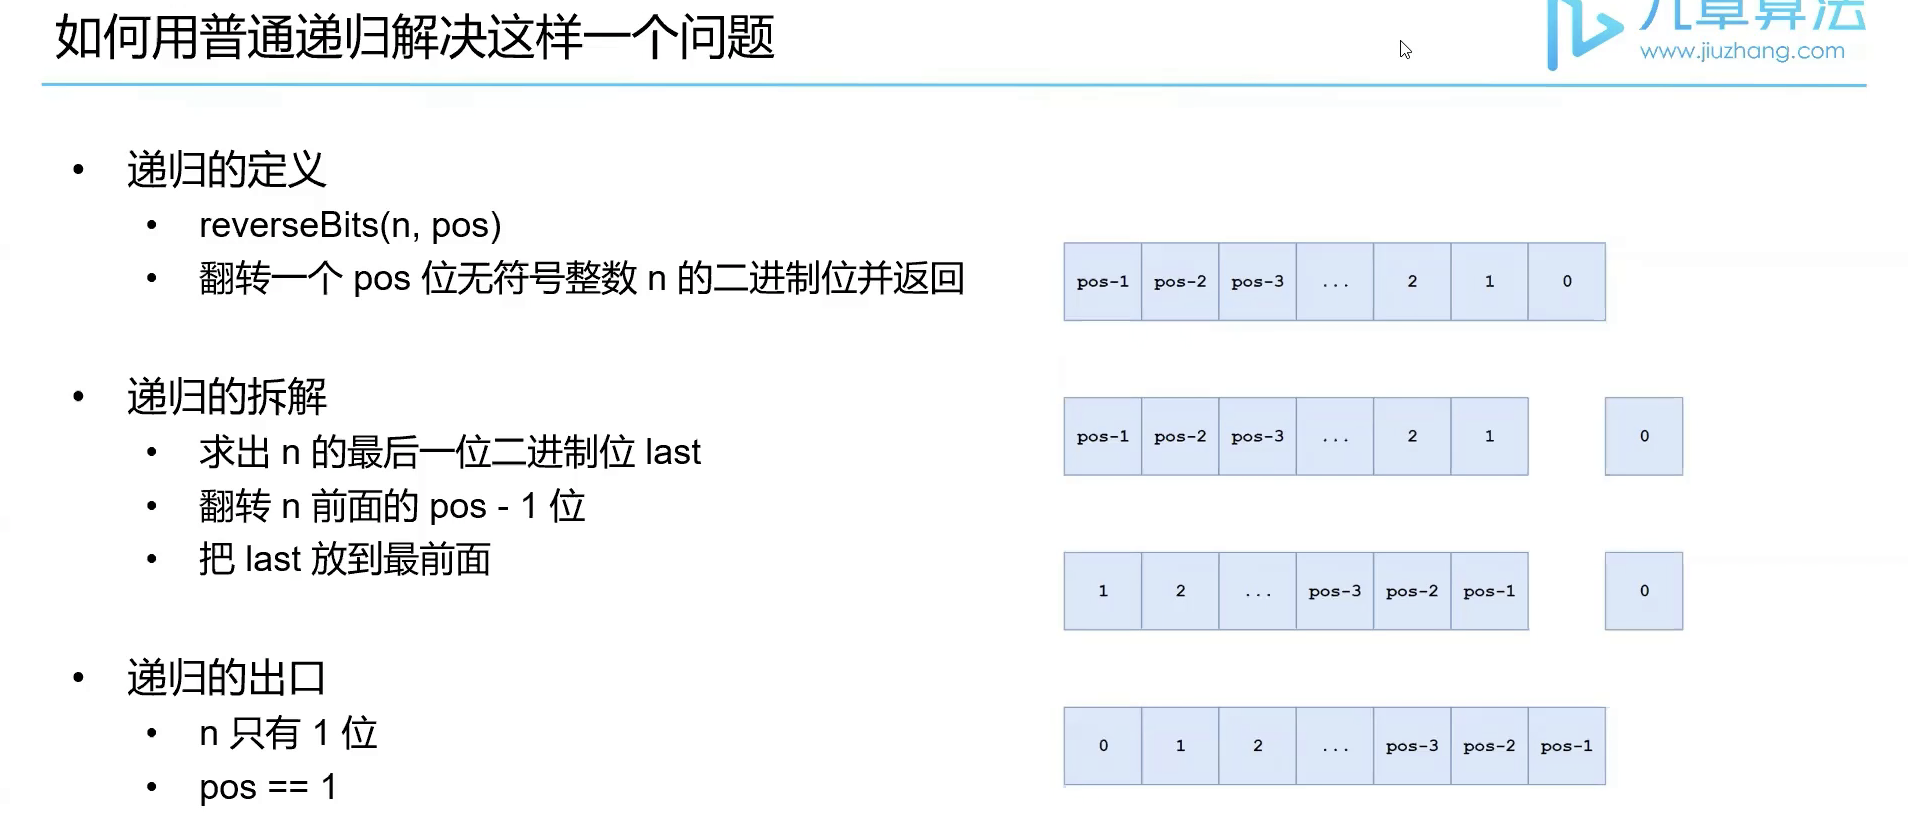 如何用普通递归解决这样一个问题
九章算法
www.jiuzhang.com
• 递归的定义
• reverseBits(n, pos)
• 翻转一个 pos 位无符号整数 n 的二进制位并返回
pos-1 pos-2 pos-3 ... 2 1 0
• 递归的拆解
• 求出 n 的最后一位二进制位 last
• 翻转 n 前面的 pos - 1 位
• 把 last 放到最前面
pos-1 pos-2 pos-3 ... 2 1 0
1 2 ... pos-3 pos-2 pos-1 0
• 递归的出口
• n 只有 1 位
• pos == 1
0 1 2 ... pos-3 pos-2 pos-1